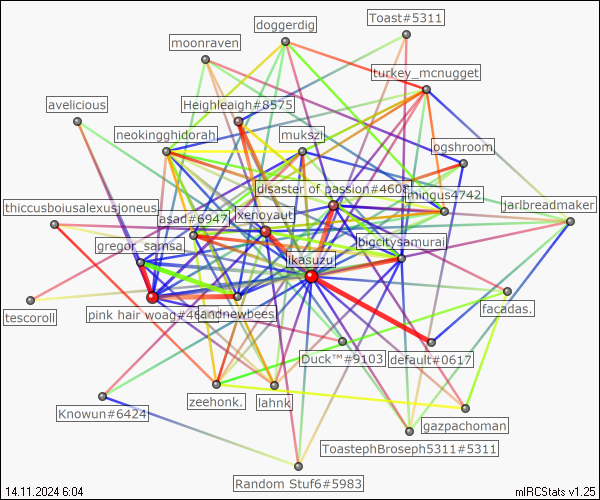 Toast#5311
doggerdig
moonraven
turkey_mcnugget
avelicious
Heighleaigh#8575
neokingghidorah
mukszi
ogshroom
disaster of passion#4608
imingus4742
thiccusboiusalexusjoneus
asad#6947
xenoyaut
jarlbreadmaker
gregor_samsa
bigcitysamurai
ikasuzu
tescoroll
pink hair woag#46
andnewbees
facadas.
Duck™#9103
default#0617
Knowun#6424
zeehonk.
lahnk
gazpachoman
ToastephBroseph5311#5311
Random Stuf6#5983
14.11.2024 6:04
mIRCStats v1.25